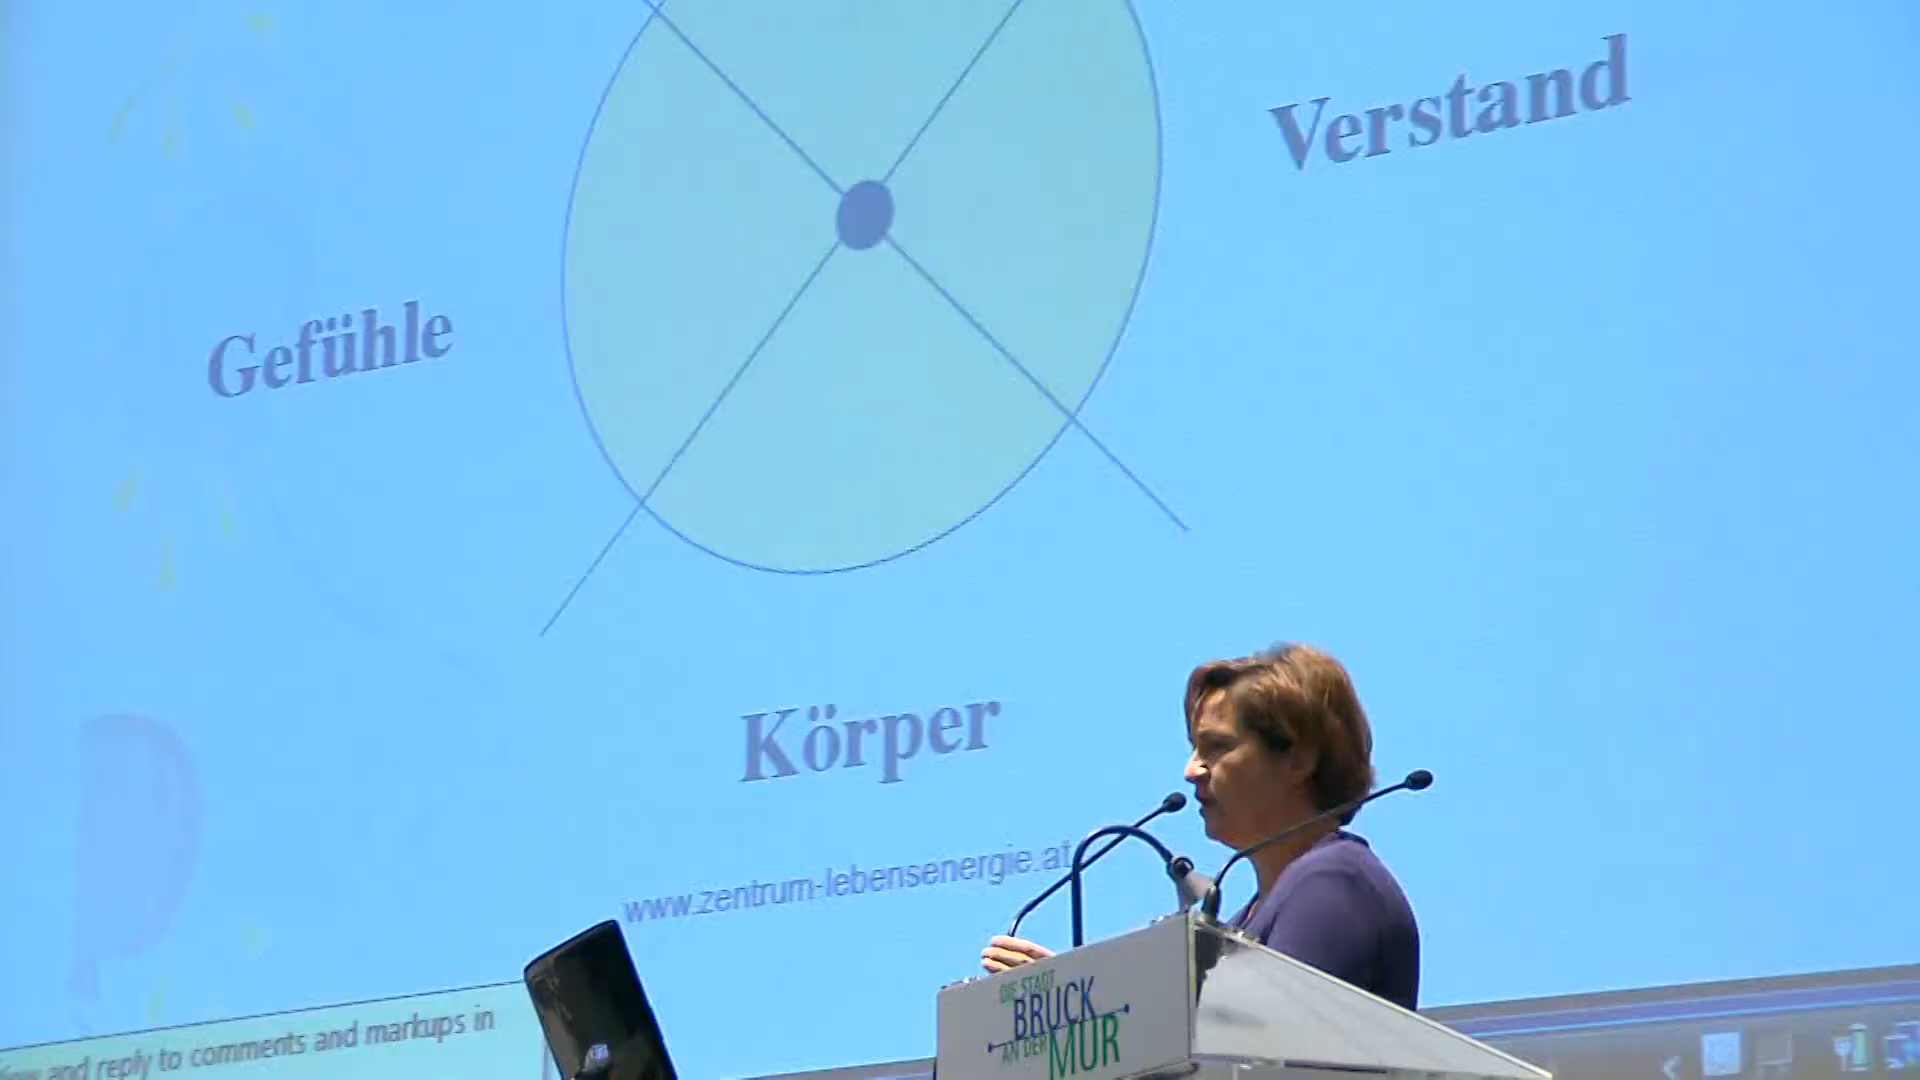 Verstand
Gefühle
Körper
www.zentrum-lebensenergie.at
and reply to comments and markups in
DIE STADT
BRUCK
AN DER MUR